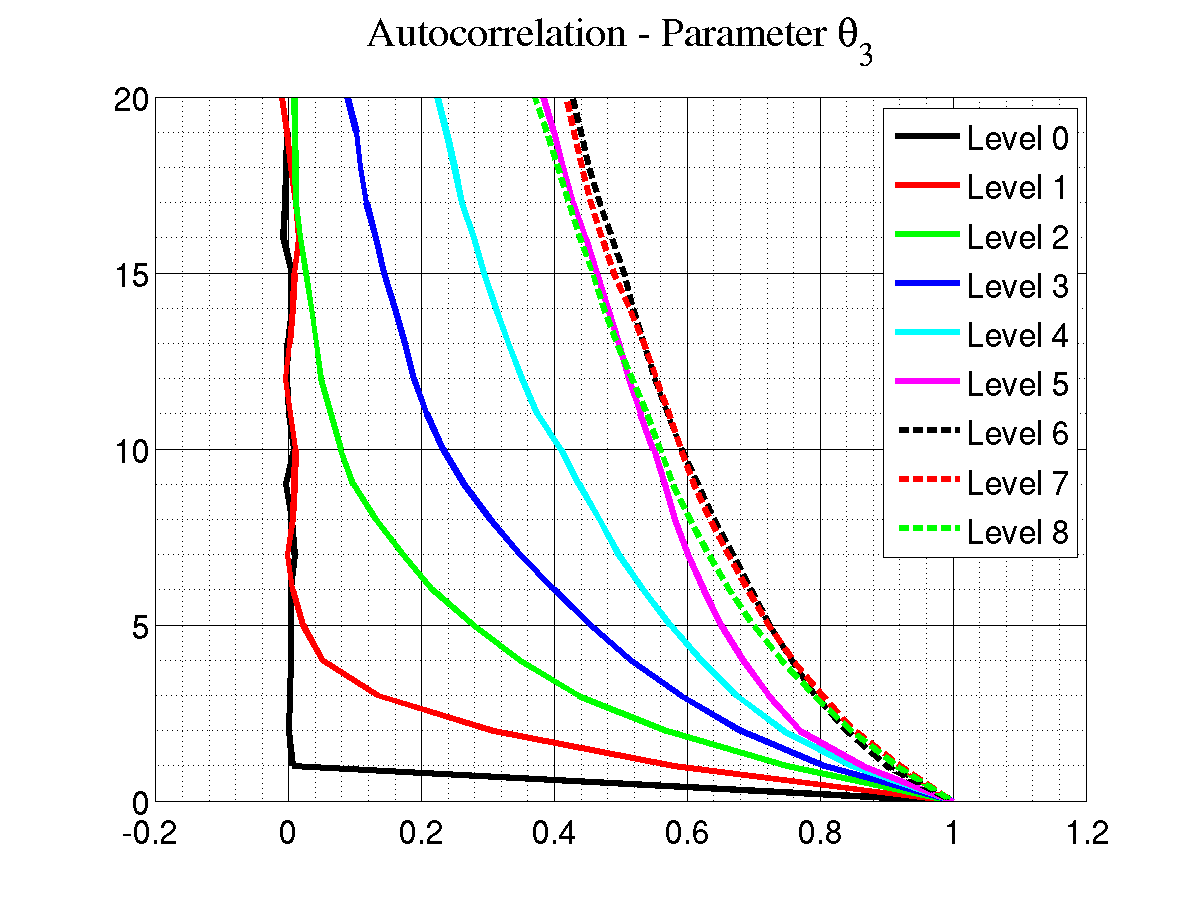 Autocorrelation - Parameter θ₃
20
15
10
5
0
-0.2 0 0.2 0.4 0.6 0.8 1 1.2
Level 0
Level 1
Level 2
Level 3
Level 4
Level 5
Level 6
Level 7
Level 8